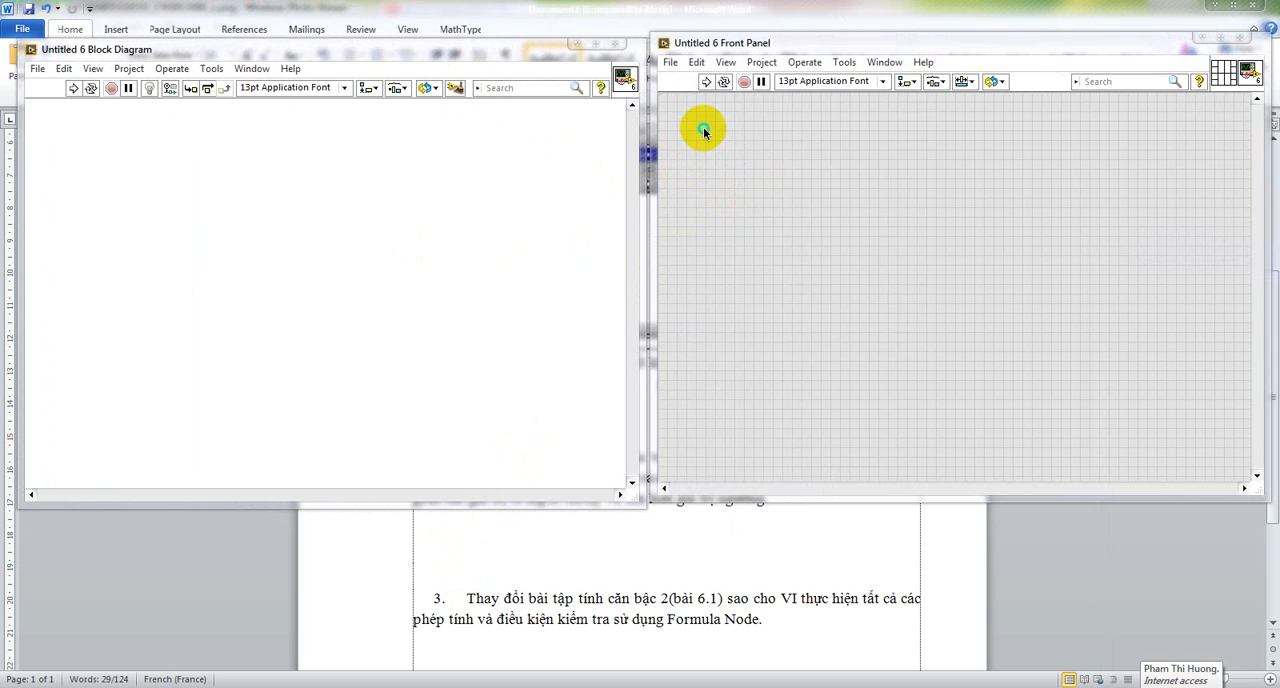 File Home Insert Page Layout References Mailings Review View MathType
Untitled 6 Block Diagram
File Edit View Project Operate Tools Window Help
13pt Application Font Search
6
Untitled 6 Front Panel
File Edit View Project Operate Tools Window Help
13pt Application Font Search
6
3. Thay đổi bài tập tính căn bậc 2(bài 6.1) sao cho VI thực hiện tất cả các
phép tính và điều kiện kiểm tra sử dụng Formula Node.
Pham Thi Huong.
Internet access
Page: 1 of 1 Words: 29/124 French (France)